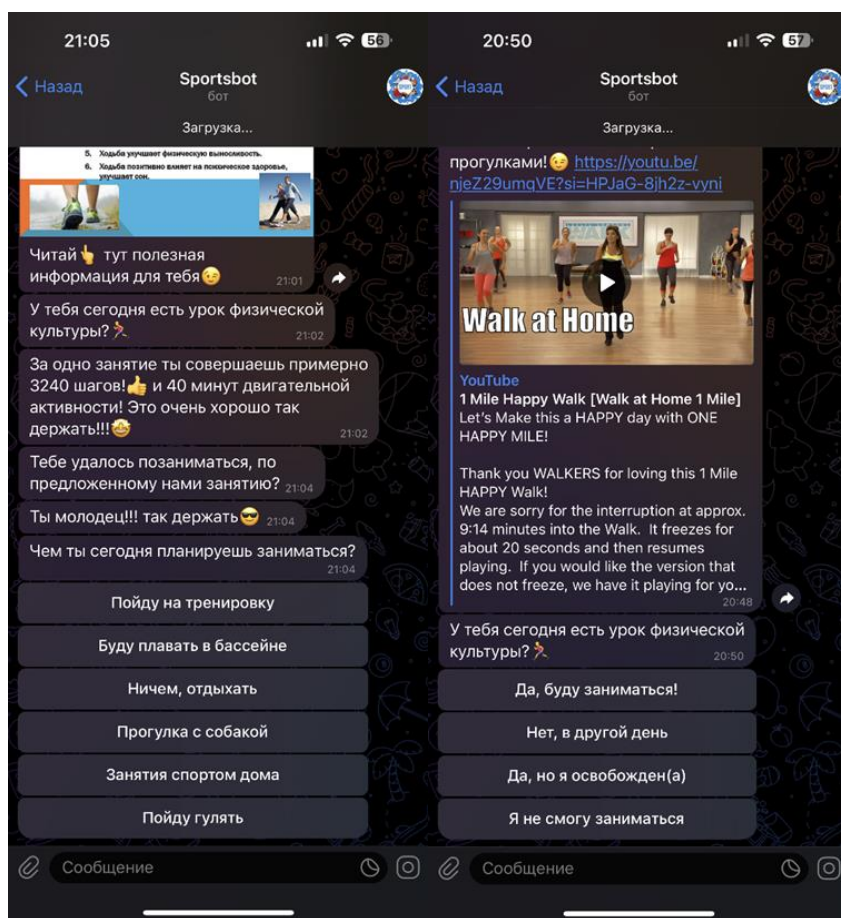 21:05
56
Назад
Sportsbot
бот
Загрузка...
5. Ходьба улучшает физическую выносливость.
6. Ходьба позитивно влияет на психическое здоровье,
улучшает сон.
Читай👆 тут полезная
информация для тебя😉
21:01
У тебя сегодня есть урок физической
культуры?🏃
21:02
За одно занятие ты совершаешь примерно
3240 шагов!👍 и 40 минут двигательной
активности! Это очень хорошо так
держать!!!🤩
21:02
Тебе удалось позаниматься, по
предложенному нами занятию? 21:04
Ты молодец!!! так держать😎 21:04
Чем ты сегодня планируешь заниматься?
21:04
Пойду на тренировку
Буду плавать в бассейне
Ничем, отдыхать
Прогулка с собакой
Занятия спортом дома
Пойду гулять
Сообщение
20:50
57
Назад
Sportsbot
бот
Загрузка...
прогулками!😉 https://youtu.be/
njeZ29umqVE?si=HPJaG-8jh2z-vyni
WALK
Walk at Home
YouTube
1 Mile Happy Walk [Walk at Home 1 Mile]
Let's Make this a HAPPY day with ONE
HAPPY MILE!
Thank you WALKERS for loving this 1 Mile
HAPPY Walk!
We are sorry for the interruption at approx.
9:14 minutes into the Walk. It freezes for
about 20 seconds and then resumes
playing. If you would like the version that
does not freeze, we have it playing for yo...
20:48
У тебя сегодня есть урок физической
культуры?🏃
20:50
Да, буду заниматься!
Нет, в другой день
Да, но я освобожден(а)
Я не смогу заниматься
Сообщение